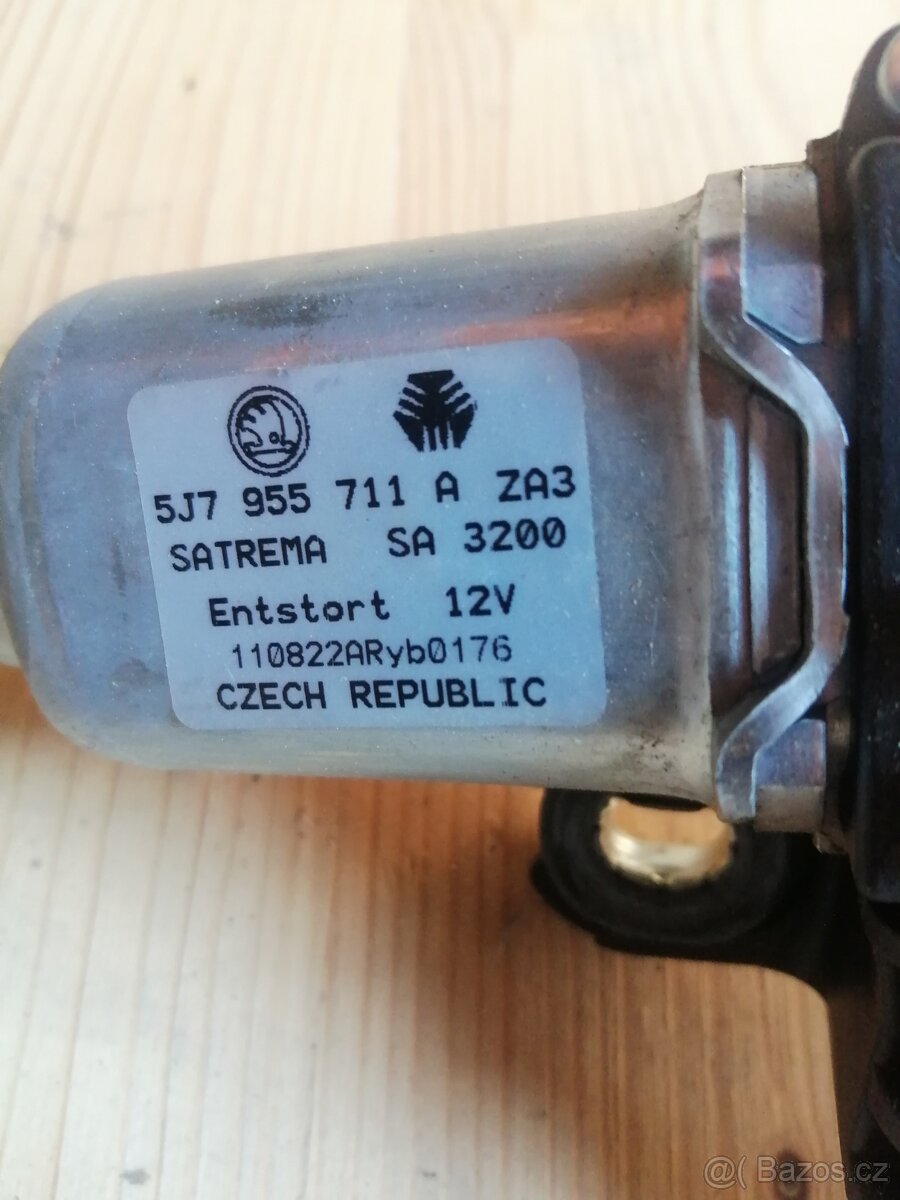 5J7 955 711 A ZA3
SATREMA SA 3200
Entstort 12V
110822ARyb0176
CZECH REPUBLIC
@( Bazos.cz